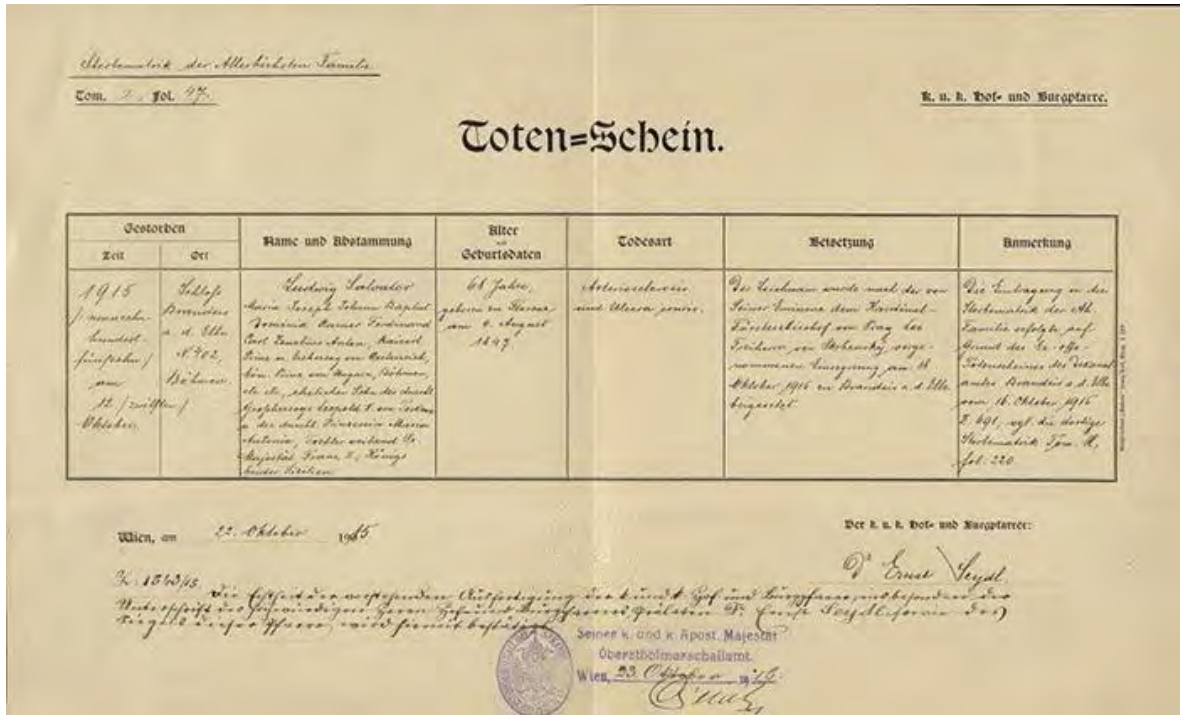 Sterbematrik der Allerhöchsten Familie
Tom. 2, Fol. 47.
K. u. k. Hof- und Burgpfarre.
Toten=Schein.
Gestorben
Zeit
Ort
Name und Abstammung
Alter
und
Geburtsdaten
Todesart
Beisetzung
Anmerkung
1915
/ neunzehn-
hundert-
fünfzehn /
am
12 / zwölften /
Oktober.
Schloß
Brandeis
a. d. Elbe
N 402,
Böhmen
Ludwig Salvator
Maria Joseph Johann Baptist
Dominik Rainer Ferdinand
Carl Zenobius Anton, Kaiserl.
Prinz u. Erzherzog von Oesterreich,
kön. Prinz von Ungarn, Böhmen,
etc etc, ehelicher Sohn des durchl.
Großherzogs Leopold II. von Toskana
u. der durchl. Prinzessin Maria
Antonia, Tochter weiland Sr.
Majestät Franz I., Königs
beider Sizilien
68 Jahre,
geboren in Florenz
am 4. August
1847
Arteriosclerosis
und Ulcera
Der Leichnam wurde nach der von
Seiner Eminenz dem Kardinal-
Fürsterzbischof von Prag Leo
Freiherrn von Skrbensky vorge-
nommenen Einsegnung am 18
Oktober 1915 in Brandeis a. d. Elbe
beigesetzt.
Die Eintragung in die
Sterbematrik der Ah.
Familie erfolgte auf
Grund des
Totenscheines des Dekanal-
amtes Brandeis a. d. Elbe
vom 16. Oktober 1915
Z. 691, vgl. die dortige
Sterbematrik Tom.
fol. 220
Wien, am 22. Oktober 1915
Der k. u. k. Hof- und Burgpfarrer:
Dr Ernst Seydl
Die Echtheit der vorstehenden Ausfertigung der k. und k. Hof und Burgpfarre, insbesondere der
Unterschrift des hochwürdigen Herrn Hof und Burgpfarrers Prälaten Dr. Ernst Seydl sowie des
Siegels dieser Pfarre, wird hiemit bestätigt.
Seiner k. und k. Apost. Majestät
Obersthofmarschallamt.
Wien, 23. Oktober